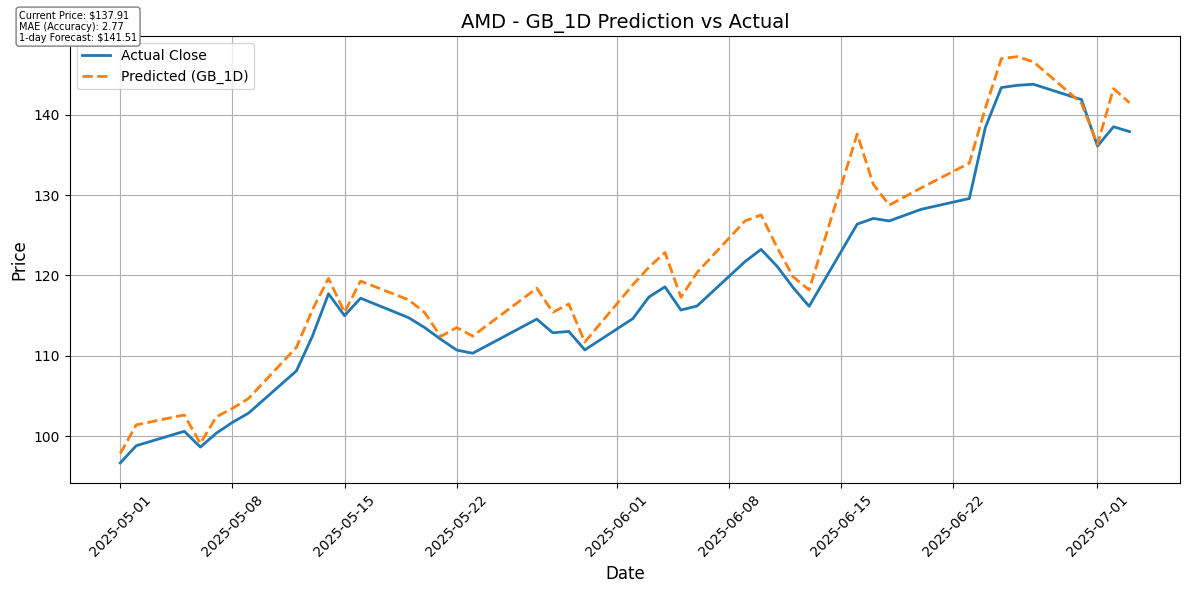 AMD - GB_1D Prediction vs Actual
Current Price: $137.91
MAE (Accuracy): 2.77
1-day Forecast: $141.51
Actual Close
Predicted (GB_1D)
Price
140
130
120
110
100
2025-05-01
2025-05-08
2025-05-15
2025-05-22
2025-06-01
2025-06-08
2025-06-15
2025-06-22
2025-07-01
Date